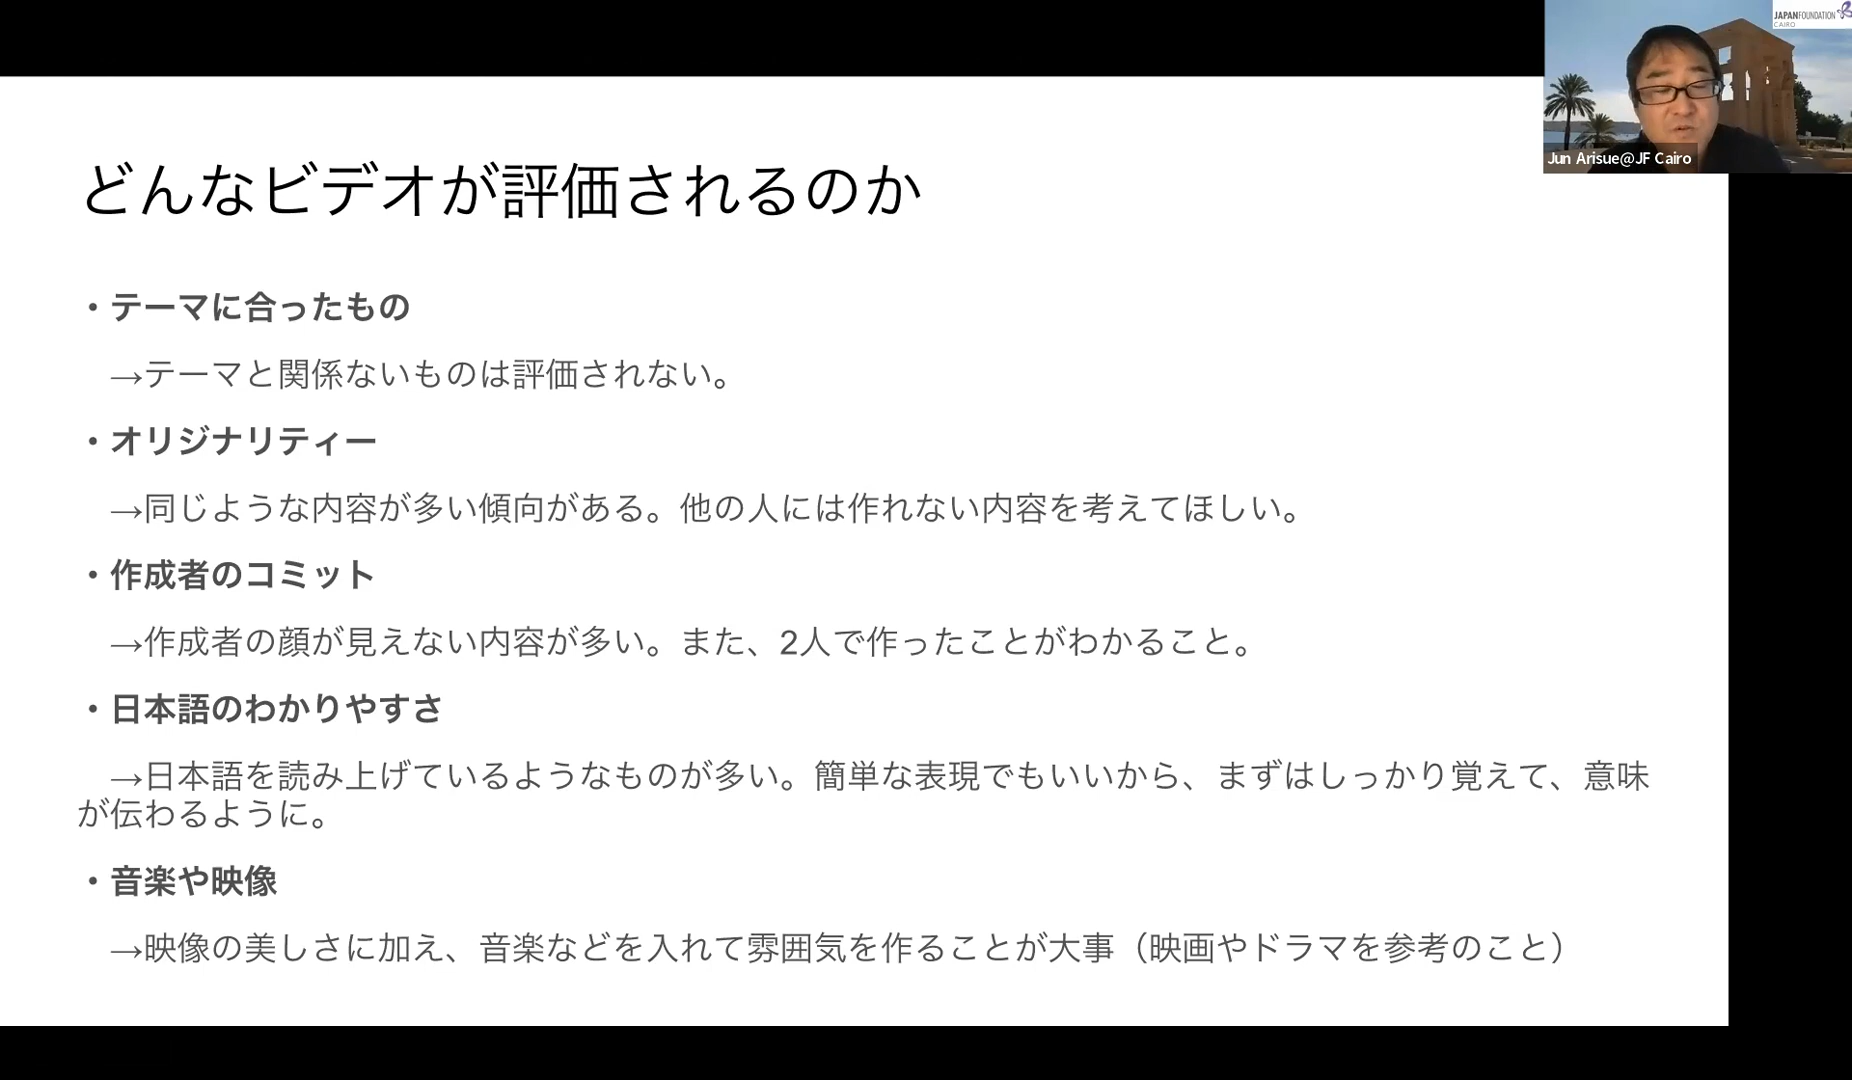 JAPANFOUNDATION
CAIRO
Jun Arisue@JF Cairo
どんなビデオが評価されるのか
・テーマに合ったもの
→テーマと関係ないものは評価されない。
・オリジナリティー
→同じような内容が多い傾向がある。他の人には作れない内容を考えてほしい。
・作成者のコミット
→作成者の顔が見えない内容が多い。また、2人で作ったことがわかること。
・日本語のわかりやすさ
→日本語を読み上げているようなものが多い。簡単な表現でもいいから、まずはしっかり覚えて、意味
が伝わるように。
・音楽や映像
→映像の美しさに加え、音楽などを入れて雰囲気を作ることが大事（映画やドラマを参考のこと）